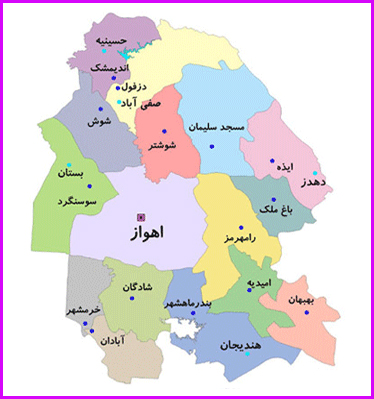 حسینیه
اندیمشک
دزفول
صفی آباد
شوش
شوشتر
مسجد سلیمان
ایذه
دهدز
بستان
سوسنگرد
باغ ملک
اهواز
رامهرمز
شادگان
بندرماهشهر
امیدیه
بهبهان
خرمشهر
آبادان
هندیجان